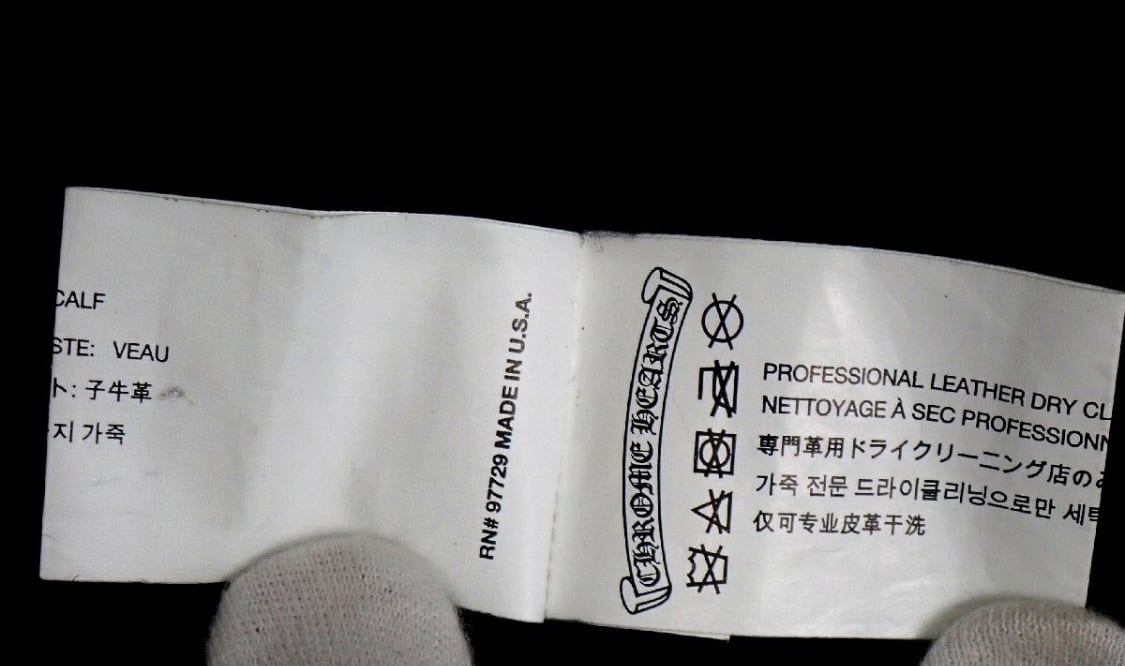 CALF
STE: VEAU
ト: 子牛革
지 가죽
RN# 97729 MADE IN U.S.A.
CHROME HEARTS
PROFESSIONAL LEATHER DRY CL
NETTOYAGE À SEC PROFESSIONN
専門革用ドライクリーニング店のみ
가죽 전문 드라이클리닝으로만 세탁
仅可专业皮革干洗